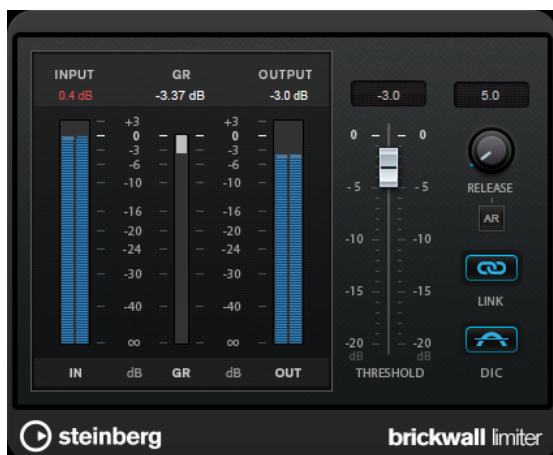 INPUT GR OUTPUT
0.4 dB -3.37 dB -3.0 dB
-3.0 5.0
+3 +3
0 0 0 0
-3 -3
-6 -6
-10 -10
-5 -5
RELEASE
-16 -16
AR
-20 -20
-24 -24
-10 -10
-30 -30
-15 -15
LINK
-40 -40
∞ ∞
-20 -20
dB dB
IN dB GR dB OUT
THRESHOLD DIC
steinberg brickwall limiter